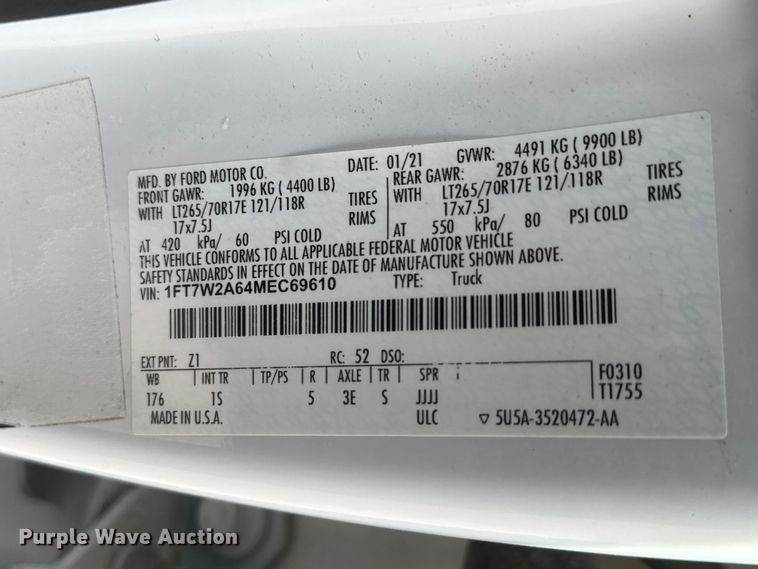 MFD. BY FORD MOTOR CO. DATE: 01/21 GVWR: 4491 KG ( 9900 LB)
FRONT GAWR: 1996 KG ( 4400 LB) REAR GAWR: 2876 KG ( 6340 LB)
WITH LT265/70R17E 121/118R TIRES WITH LT265/70R17E 121/118R TIRES
17x7.5J RIMS 17x7.5J RIMS
AT 420 kPa/ 60 PSI COLD AT 550 kPa/ 80 PSI COLD
THIS VEHICLE CONFORMS TO ALL APPLICABLE FEDERAL MOTOR VEHICLE
SAFETY STANDARDS IN EFFECT ON THE DATE OF MANUFACTURE SHOWN ABOVE.
VIN: 1FT7W2A64MEC69610 TYPE: Truck
EXT PNT: Z1 RC: 52 DSO:
WB | INT TR | TP/PS | R | AXLE | TR | SPR F0310
176 1S 5 3E S JJJJ T1755
MADE IN U.S.A. ULC ▽ 5U5A-3520472-AA
Purple Wave Auction